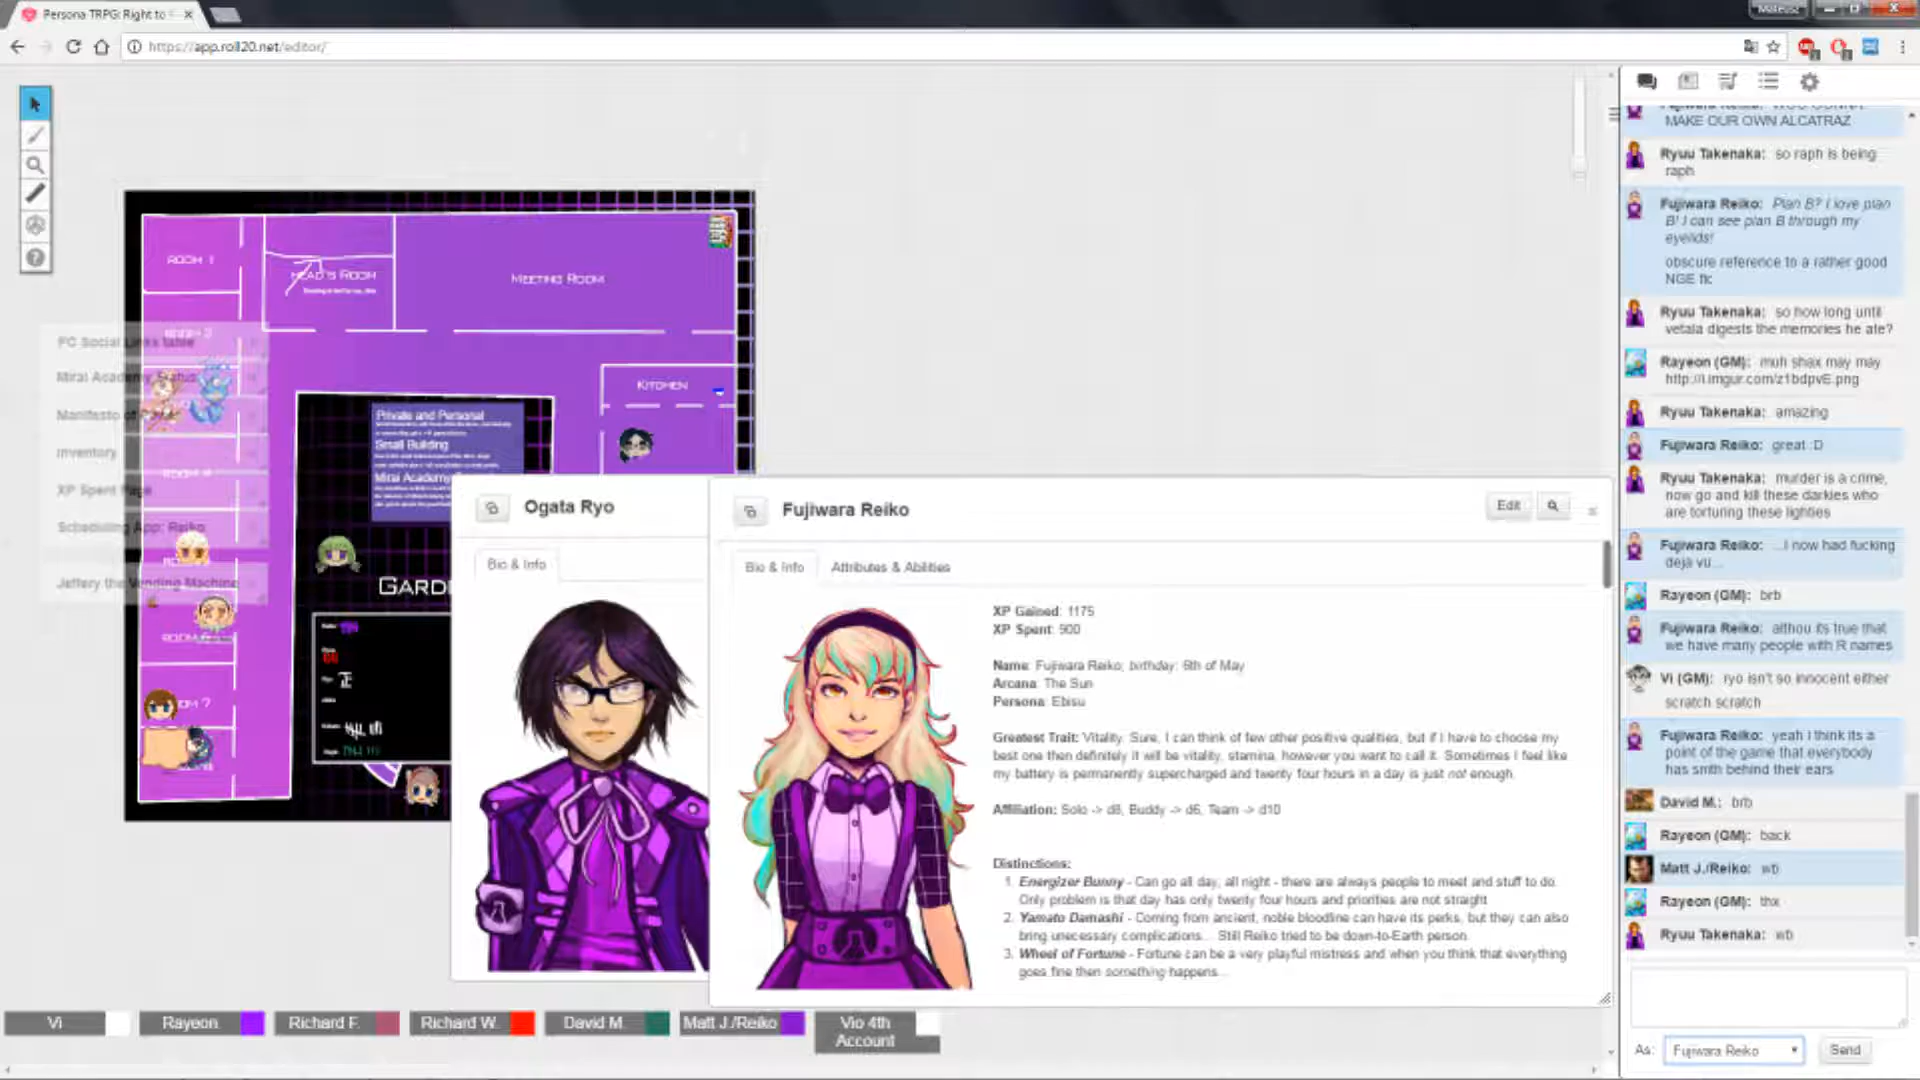 Persona TRPG: Right to
Mateusz
https://app.roll20.net/editor/
ROOM 1
HEAD'S ROOM
MEETING ROOM
PC Social Links table
Mirai Academy Status
Manifesto of
Inventory
XP Spent Page
Scheduling App: Reiko
Jeffery the Vending Machine
KITCHEN
Private and Personal
Small Building
Mirai Academy
GARD
Ogata Ryo
Bio & Info
Fujiwara Reiko
Edit
Bio & Info
Attributes & Abilities
XP Gained: 1175
XP Spent: 900
Name: Fujiwara Reiko; birthday: 6th of May
Arcana: The Sun
Persona: Ebisu
Greatest Trait: Vitality. Sure, I can think of few other positive qualities, but if I have to choose my
best one then definitely it will be vitality, stamina, however you want to call it. Sometimes I feel like
my battery is permanently supercharged and twenty four hours in a day is just not enough.
Affiliation: Solo -> d8, Buddy -> d6, Team -> d10
Distinctions:
1. Energizer Bunny - Can go all day, all night - there are always people to meet and stuff to do.
Only problem is that day has only twenty four hours and priorities are not straight
2. Yamato Damashi - Coming from ancient, noble bloodline can have its perks, but they can also
bring unecessary complications... Still Reiko tried to be down-to-Earth person.
3. Wheel of Fortune - Fortune can be a very playful mistress and when you think that everything
goes fine then something happens...
MAKE OUR OWN ALCATRAZ
Ryuu Takenaka: so raph is being
raph
Fujiwara Reiko: Plan B? I love plan
B! I can see plan B through my
eyelids!
obscure reference to a rather good
NGE fic
Ryuu Takenaka: so how long until
vetala digests the memories he ate?
Rayeon (GM): muh shax may may
http://i.imgur.com/z1bdpvE.png
Ryuu Takenaka: amazing
Fujiwara Reiko: great :D
Ryuu Takenaka: murder is a crime,
now go and kill these darkies who
are torturing these lighties
Fujiwara Reiko: ...I now had fucking
deja vu...
Rayeon (GM): brb
Fujiwara Reiko: althou its true that
we have many people with R names
Vi (GM): ryo isn't so innocent either
scratch scratch
Fujiwara Reiko: yeah I think its a
point of the game that everybody
has smth behind their ears
David M.: brb
Rayeon (GM): back
Matt J./Reiko: wb
Rayeon (GM): thx
Ryuu Takenaka: wb
As: Fujiwara Reiko
Send
Vi
Rayeon
Richard F.
Richard W.
David M.
Matt J./Reiko
Vio 4th
Account